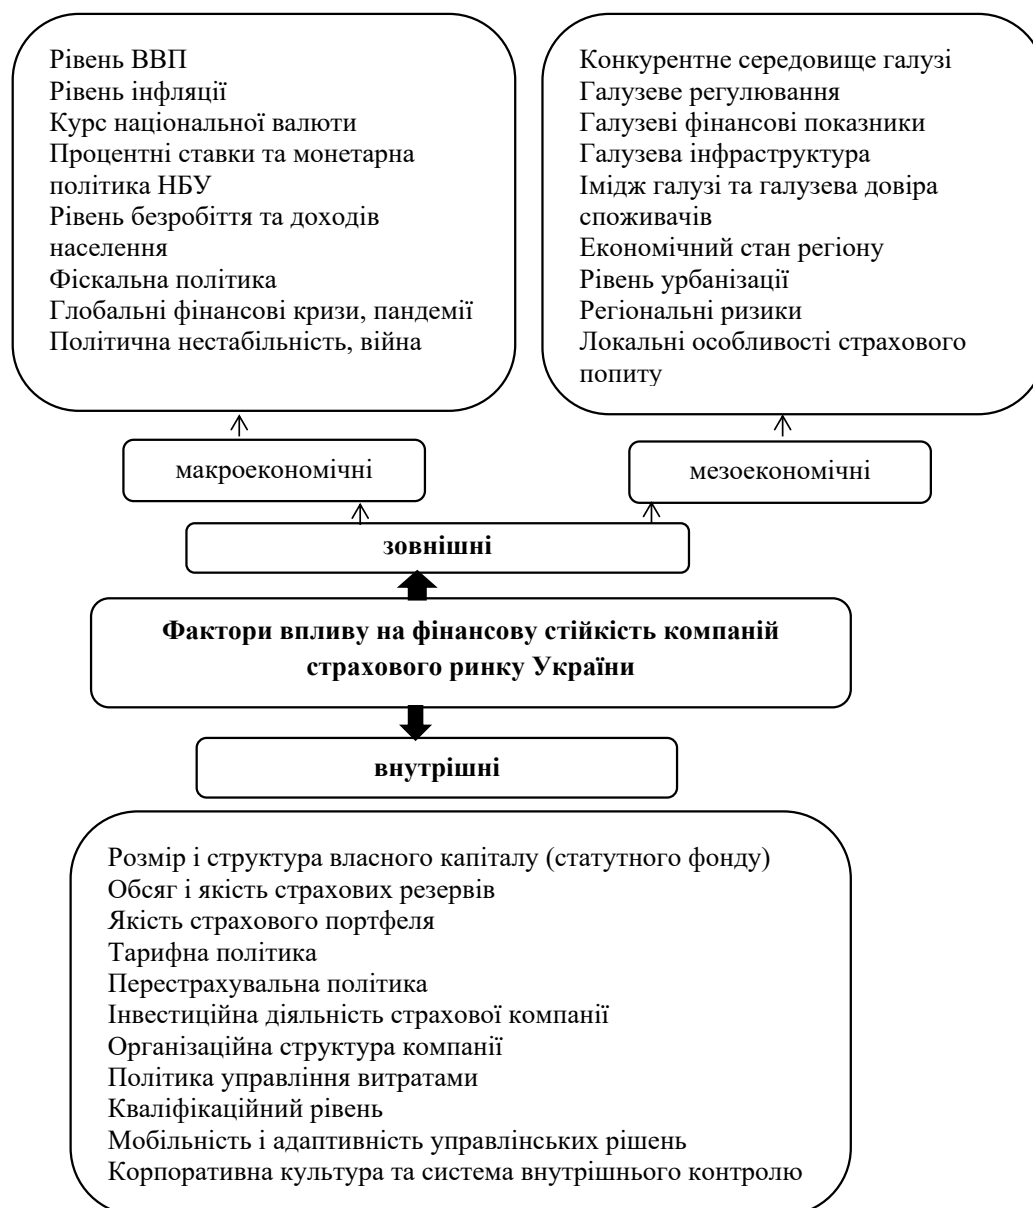 Рівень ВВП
Рівень інфляції
Курс національної валюти
Процентні ставки та монетарна
політика НБУ
Рівень безробіття та доходів
населення
Фіскальна політика
Глобальні фінансові кризи, пандемії
Політична нестабільність, війна
Конкурентне середовище галузі
Галузеве регулювання
Галузеві фінансові показники
Галузева інфраструктура
Імідж галузі та галузева довіра
споживачів
Економічний стан регіону
Рівень урбанізації
Регіональні ризики
Локальні особливості страхового
попиту
макроекономічні
мезоекономічні
зовнішні
Фактори впливу на фінансову стійкість компаній
страхового ринку України
внутрішні
Розмір і структура власного капіталу (статутного фонду)
Обсяг і якість страхових резервів
Якість страхового портфеля
Тарифна політика
Перестрахувальна політика
Інвестиційна діяльність страхової компанії
Організаційна структура компанії
Політика управління витратами
Кваліфікаційний рівень
Мобільність і адаптивність управлінських рішень
Корпоративна культура та система внутрішнього контролю